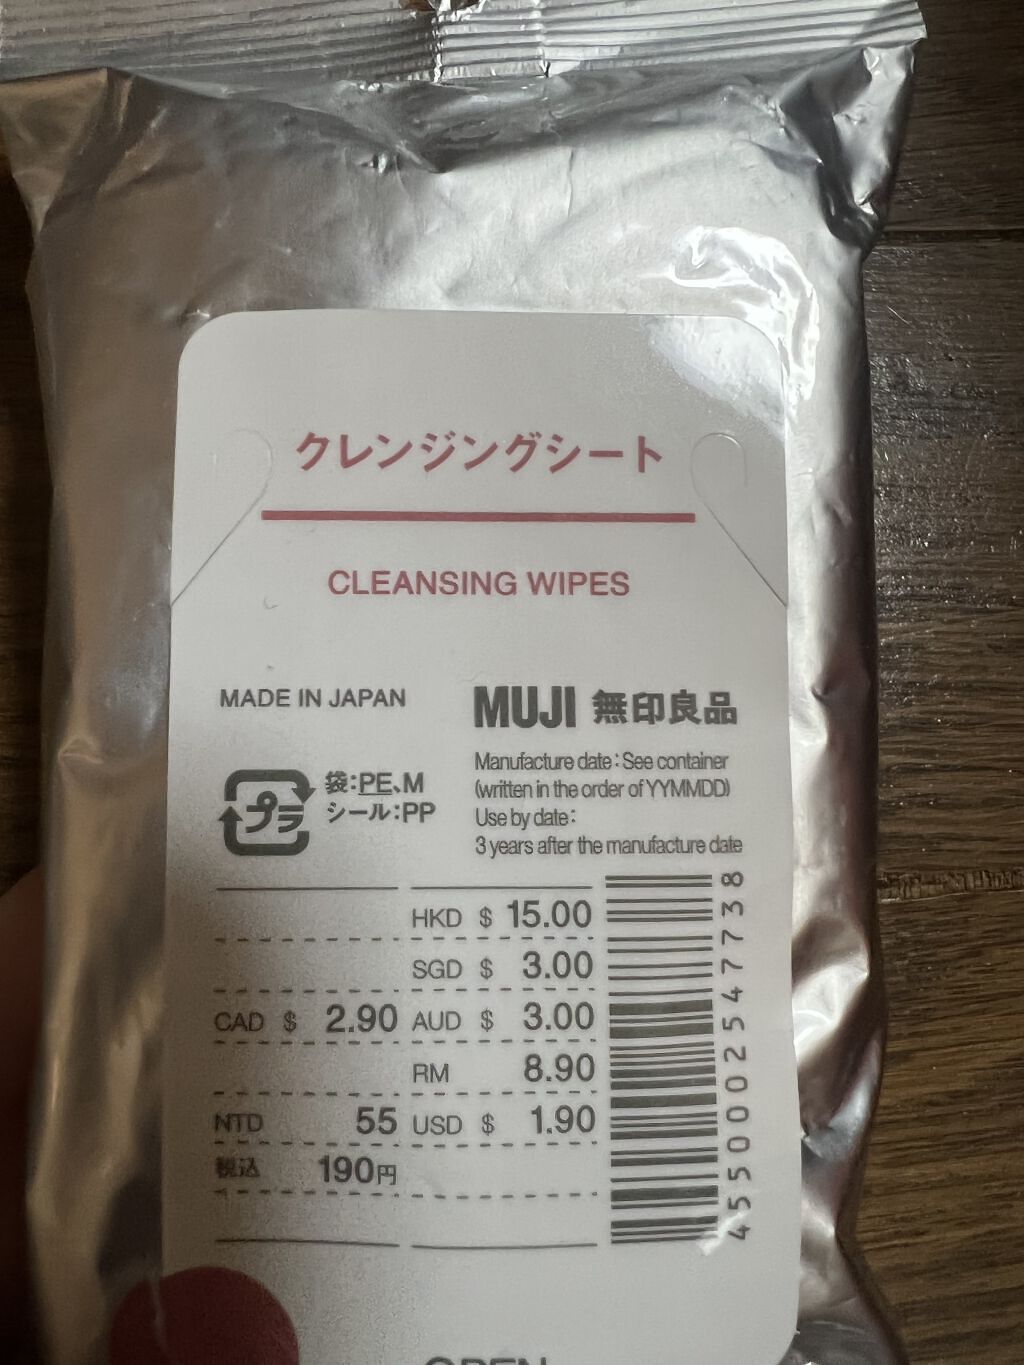 クレンジングシート
CLEANSING WIPES
MADE IN JAPAN
MUJI 無印良品
プラ
袋:PE、M
シール:PP
Manufacture date: See container
(written in the order of YYMMDD)
Use by date:
3 years after the manufacture date
HKD $ 15.00
SGD $ 3.00
CAD $ 2.90 AUD $ 3.00
RM 8.90
NTD 55 USD $ 1.90
税込 190円
4550002547738
OPEN